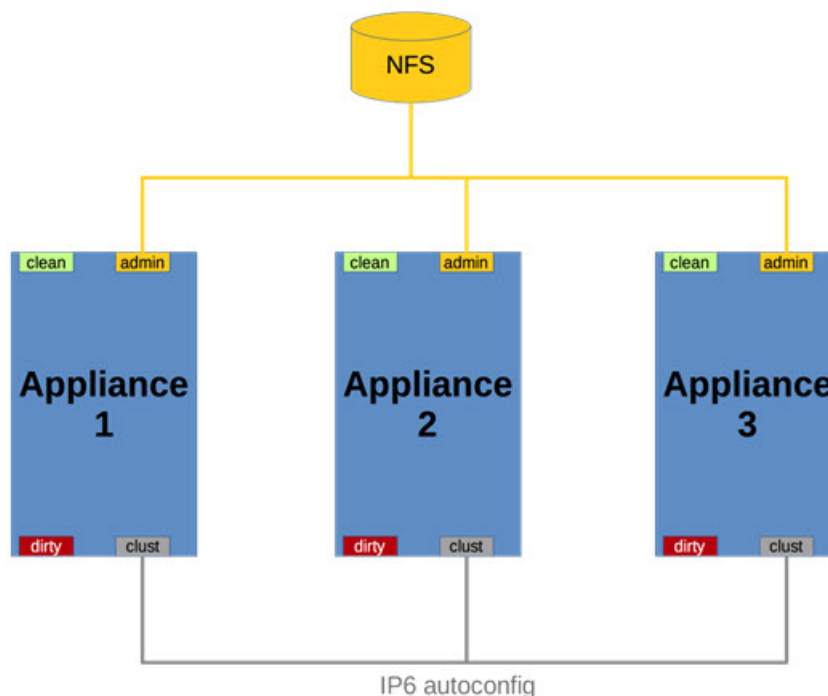 NFS
clean admin
clean admin
clean admin
Appliance
1
Appliance
2
Appliance
3
dirty clust
dirty clust
dirty clust
IP6 autoconfig